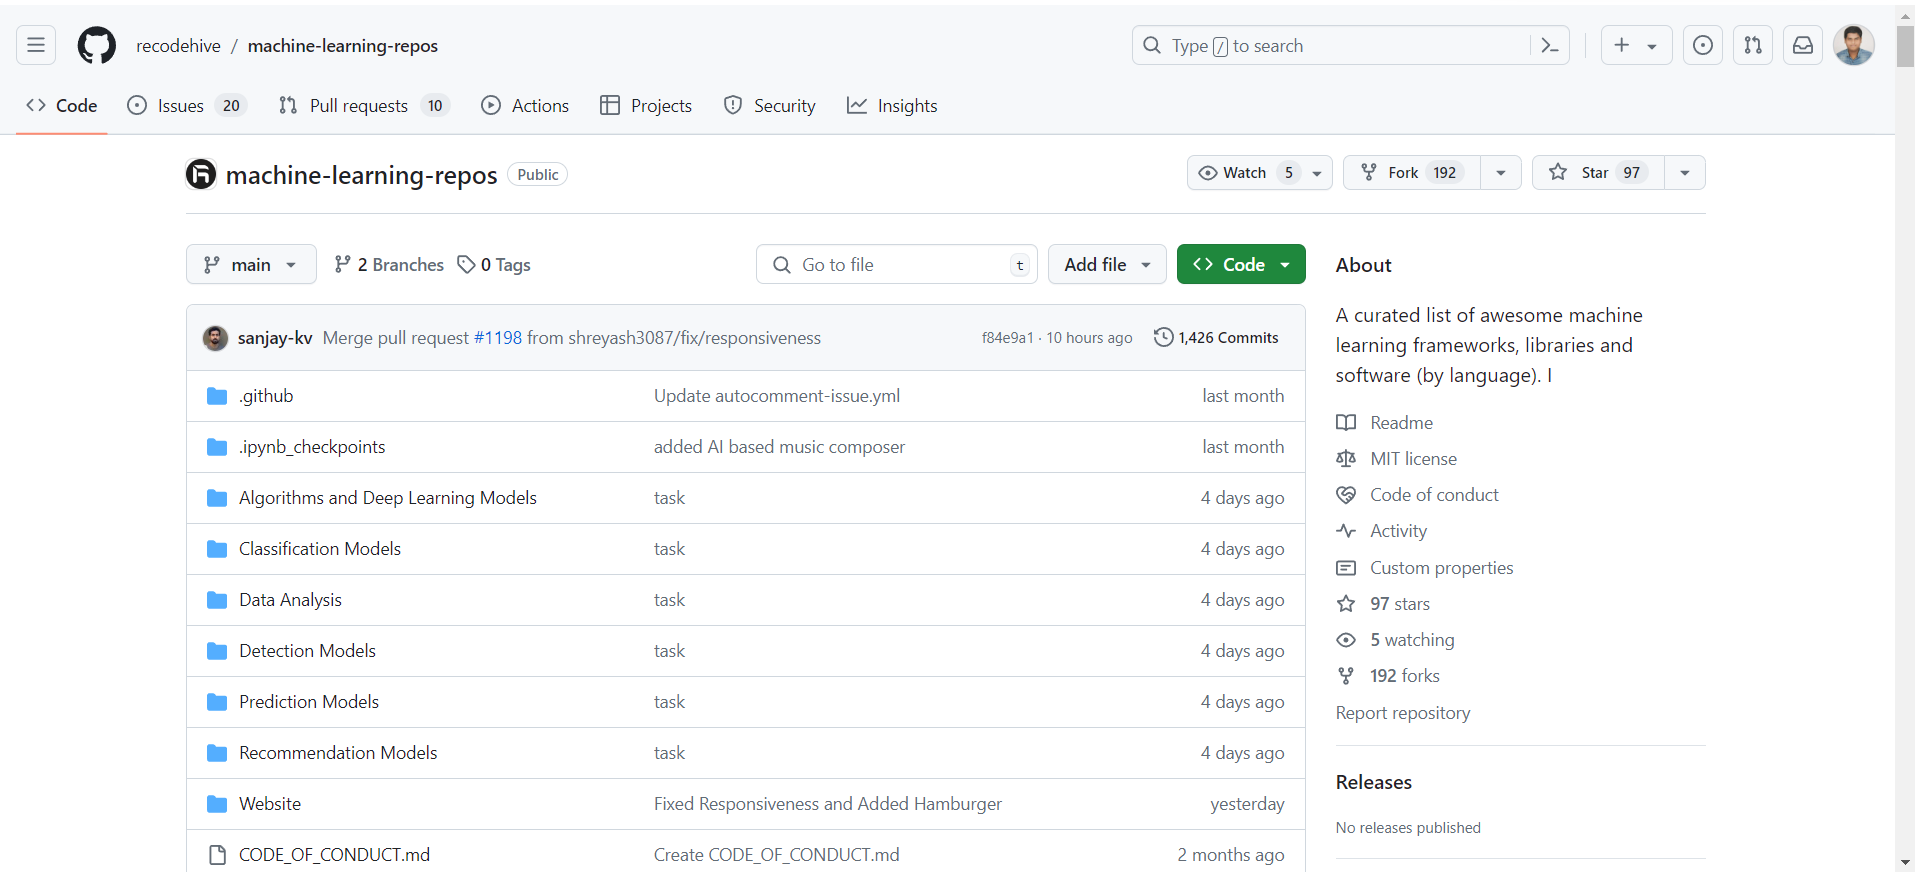 recodehive / machine-learning-repos
Type / to search
Code
Issues 20
Pull requests 10
Actions
Projects
Security
Insights
machine-learning-repos Public
Watch 5
Fork 192
Star 97
main
2 Branches
0 Tags
Go to file t
Add file
Code
sanjay-kv Merge pull request #1198 from shreyash3087/fix/responsiveness f84e9a1 · 10 hours ago 1,426 Commits
.github Update autocomment-issue.yml last month
.ipynb_checkpoints added AI based music composer last month
Algorithms and Deep Learning Models task 4 days ago
Classification Models task 4 days ago
Data Analysis task 4 days ago
Detection Models task 4 days ago
Prediction Models task 4 days ago
Recommendation Models task 4 days ago
Website Fixed Responsiveness and Added Hamburger yesterday
CODE_OF_CONDUCT.md Create CODE_OF_CONDUCT.md 2 months ago
About
A curated list of awesome machine
learning frameworks, libraries and
software (by language). I
Readme
MIT license
Code of conduct
Activity
Custom properties
97 stars
5 watching
192 forks
Report repository
Releases
No releases published